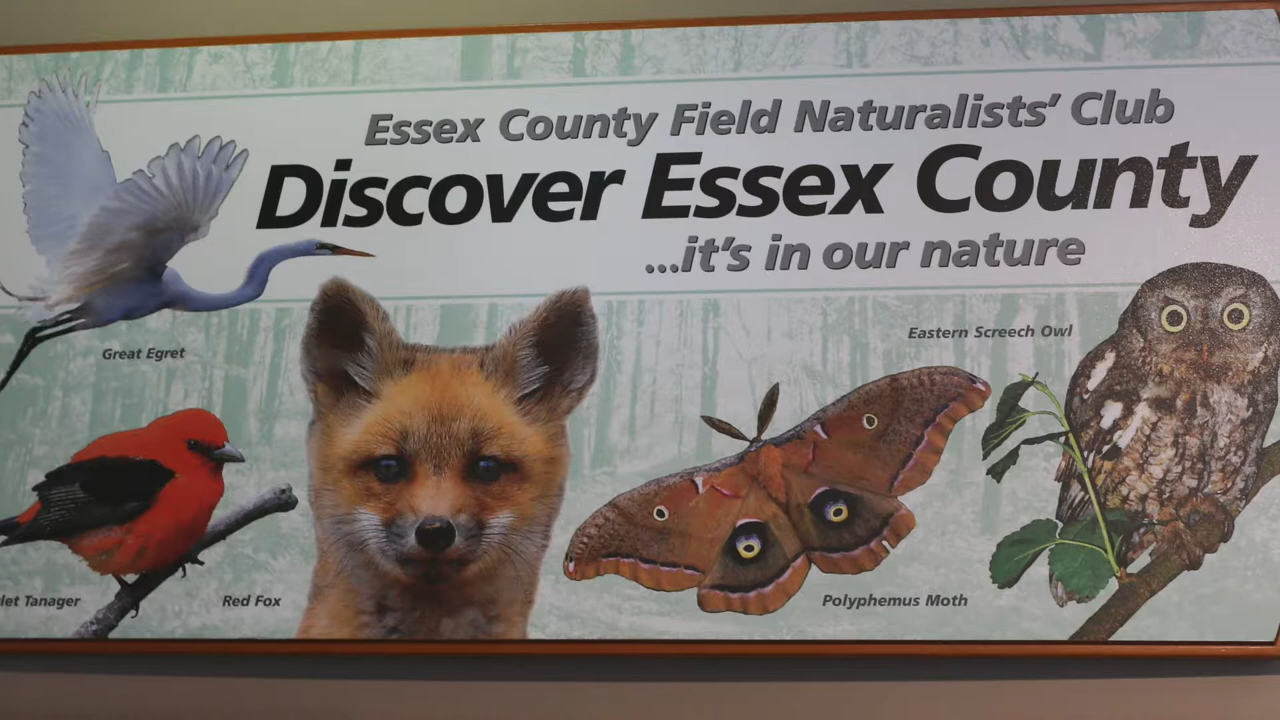 Essex County Field Naturalists' Club
Discover Essex County
...it's in our nature
Eastern Screech Owl
Great Egret
Tanager
Red Fox
Polyphemus Moth